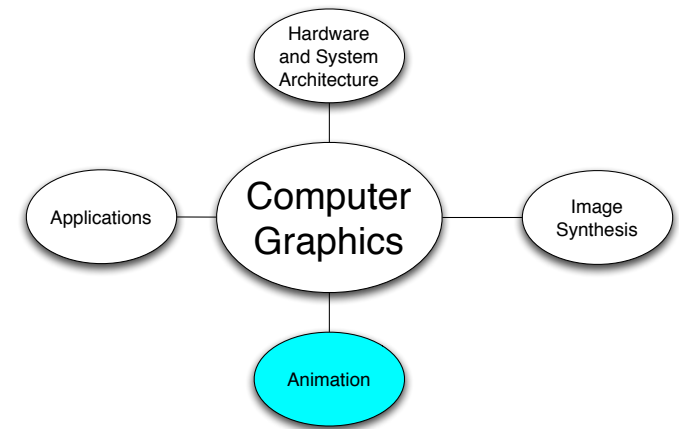 Hardware
and System
Architecture
Applications
Computer
Graphics
Image
Synthesis
Animation